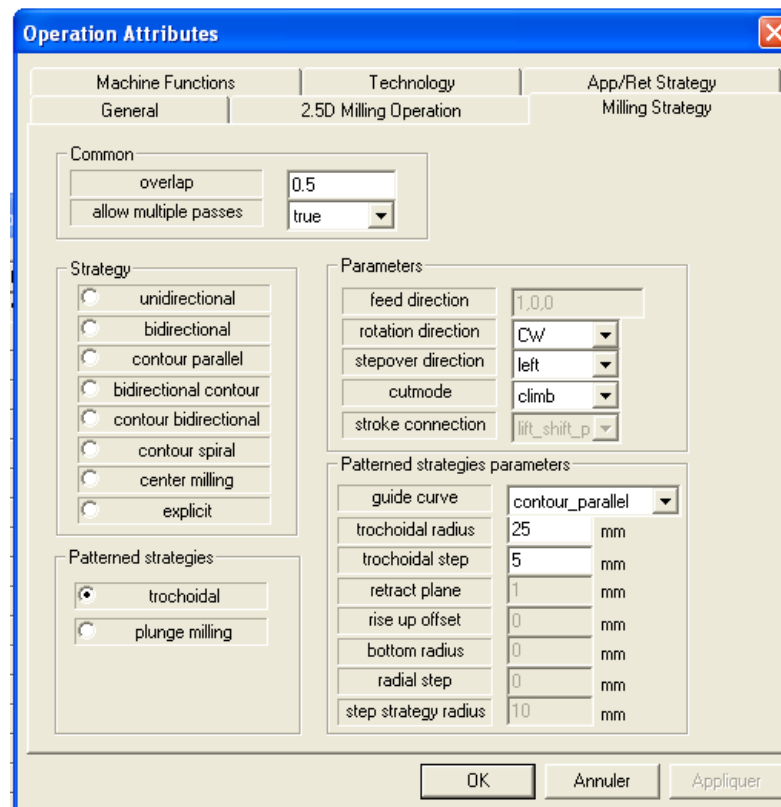 Operation Attributes
Machine Functions
Technology
App/Ret Strategy
General
2.5D Milling Operation
Milling Strategy
Common
overlap
0.5
allow multiple passes
true
Strategy
unidirectional
bidirectional
contour parallel
bidirectional contour
contour bidirectional
contour spiral
center milling
explicit
Parameters
feed direction
1,0,0
rotation direction
CW
stepover direction
left
cutmode
climb
stroke connection
lift_shift_p
Patterned strategies
trochoidal
plunge milling
Patterned strategies parameters
guide curve
contour_parallel
trochoidal radius
25
mm
trochoidal step
5
mm
retract plane
1
mm
rise up offset
0
mm
bottom radius
0
mm
radial step
0
mm
step strategy radius
10
mm
OK
Annuler
Appliquer